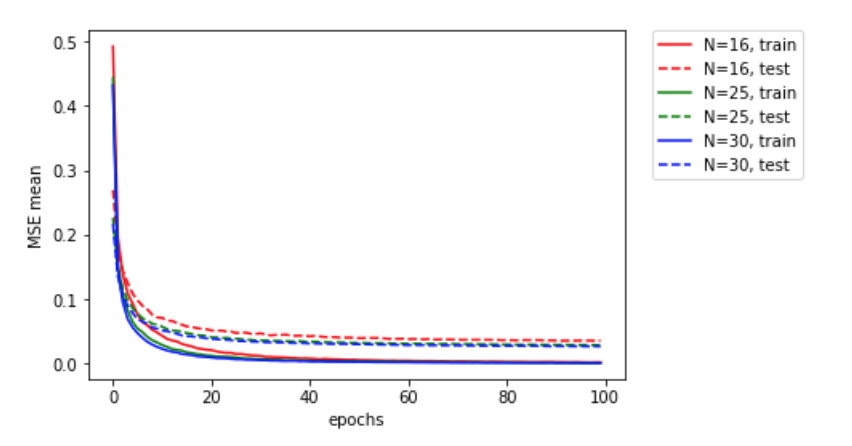 0.5
0.4
0.3
0.2
0.1
0.0
MSE mean
0 20 40 60 80 100
epochs
N=16, train
N=16, test
N=25, train
N=25, test
N=30, train
N=30, test